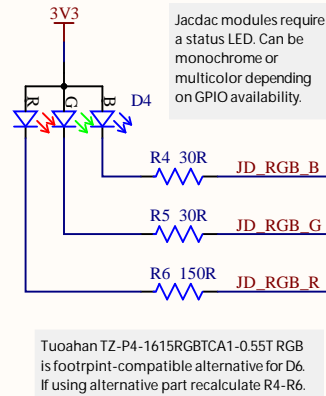 3V3
Jacdac modules require
a status LED. Can be
monochrome or
multicolor depending
on GPIO availability.
R G B D4
R4 30R JD_RGB_B
R5 30R JD_RGB_G
R6 150R JD_RGB_R
Tuoahan TZ-P4-1615RGBTCA1-0.55T RGB
is footrpint-compatible alternative for D6.
If using alternative part recalculate R4-R6.